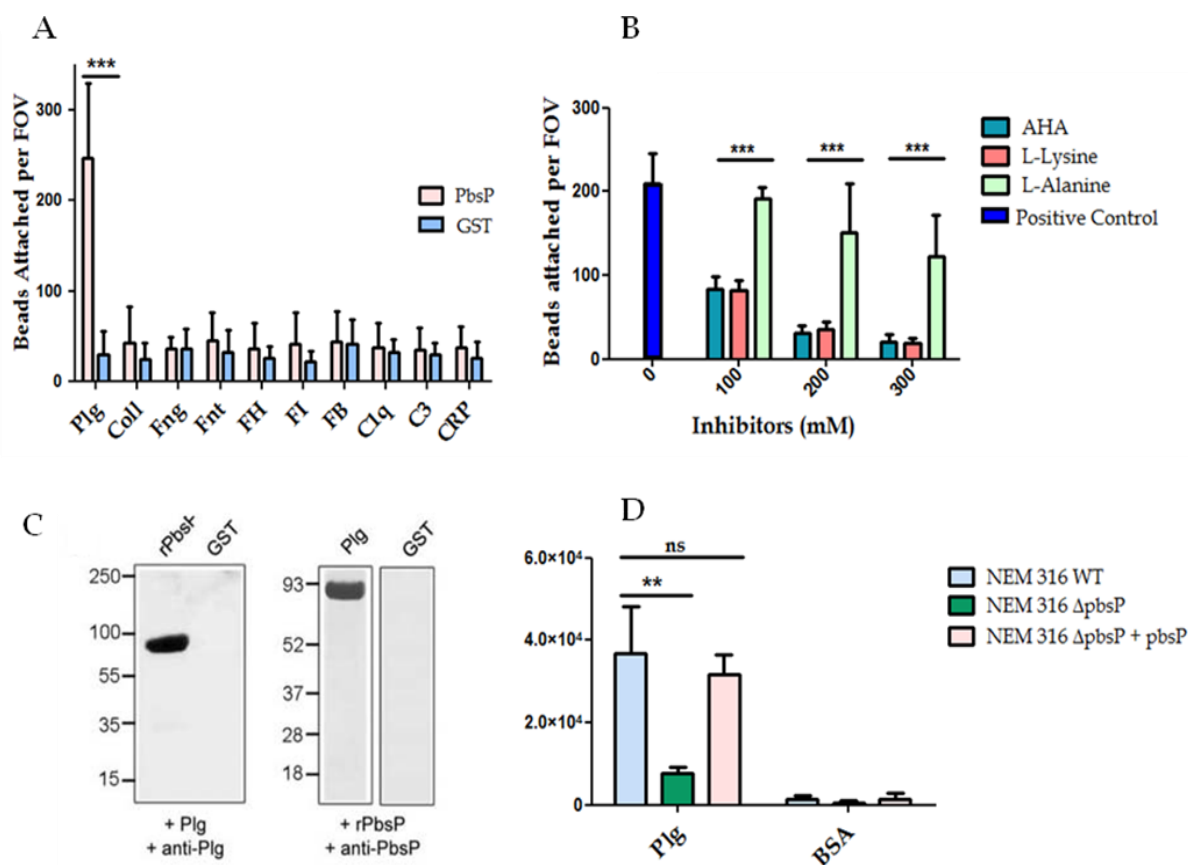 A
***
Beads Attached per FOV
300
200
100
0
PbsP
GST
Plg
Col1
Fng
Fnt
FH
FI
FB
C1q
C3
CRP
B
Beads attached per FOV
300
200
100
0
***
***
***
AHA
L-Lysine
L-Alanine
Positive Control
0
100
200
300
Inhibitors (mM)
C
GST
250
100
55
35
15
+ Plg
+ anti-Plg
Plg
GST
93
52
37
28
18
+ rPbsP
+ anti-PbsP
D
6.0×10⁴
4.0×10⁴
2.0×10⁴
0
ns
**
NEM 316 WT
NEM 316 ΔpbsP
NEM 316 ΔpbsP + pbsP
Plg
BSA